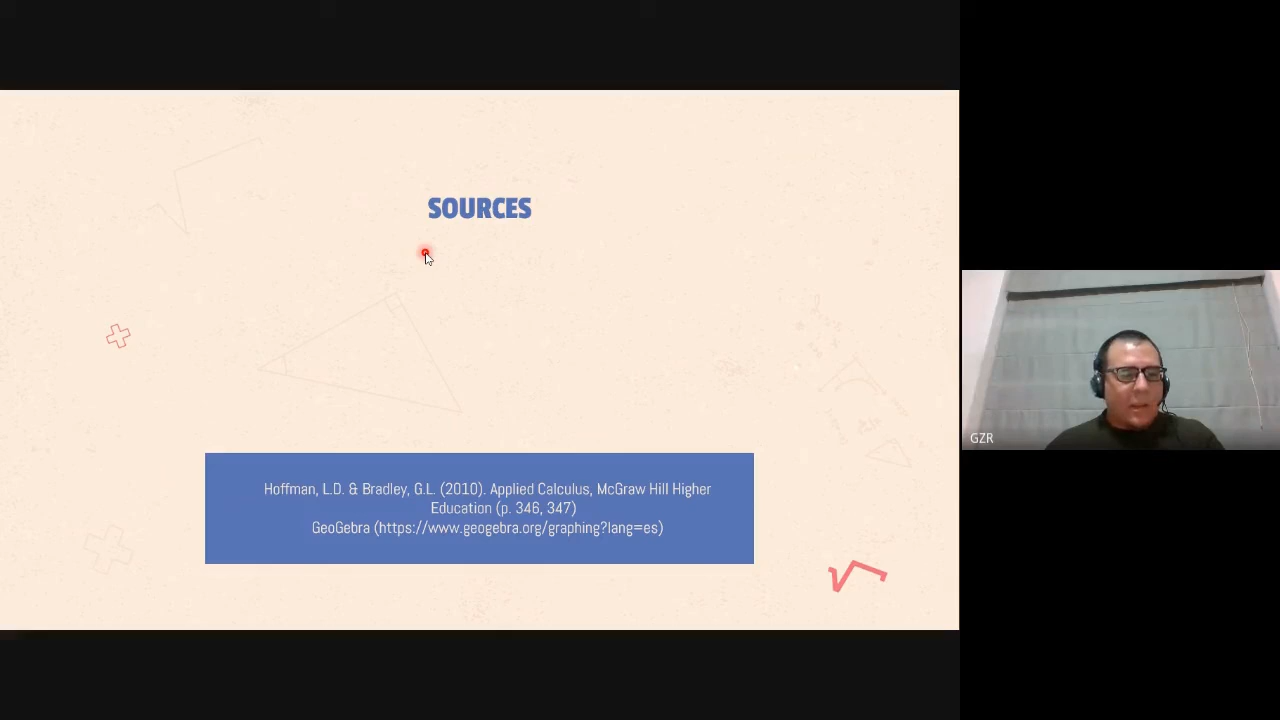 SOURCES
Hoffman, L.D. & Bradley, G.L. (2010). Applied Calculus, McGraw Hill Higher
Education (p. 346, 347)
GeoGebra (https://www.geogebra.org/graphing?lang=es)
GZR